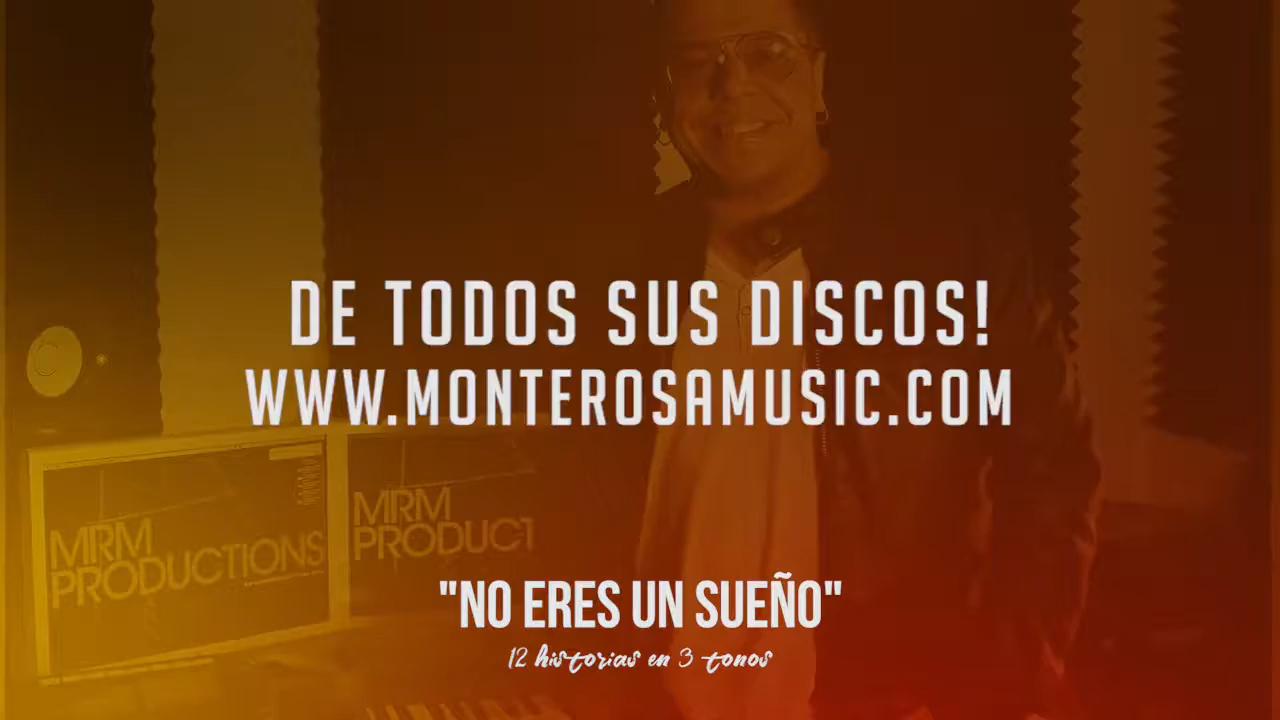 DE TODOS SUS DISCOS!
WWW.MONTEROSAMUSIC.COM
MRM
PRODUCTIONS
MRM
PRODUCT
"NO ERES UN SUEÑO"
12 historias en 3 tonos